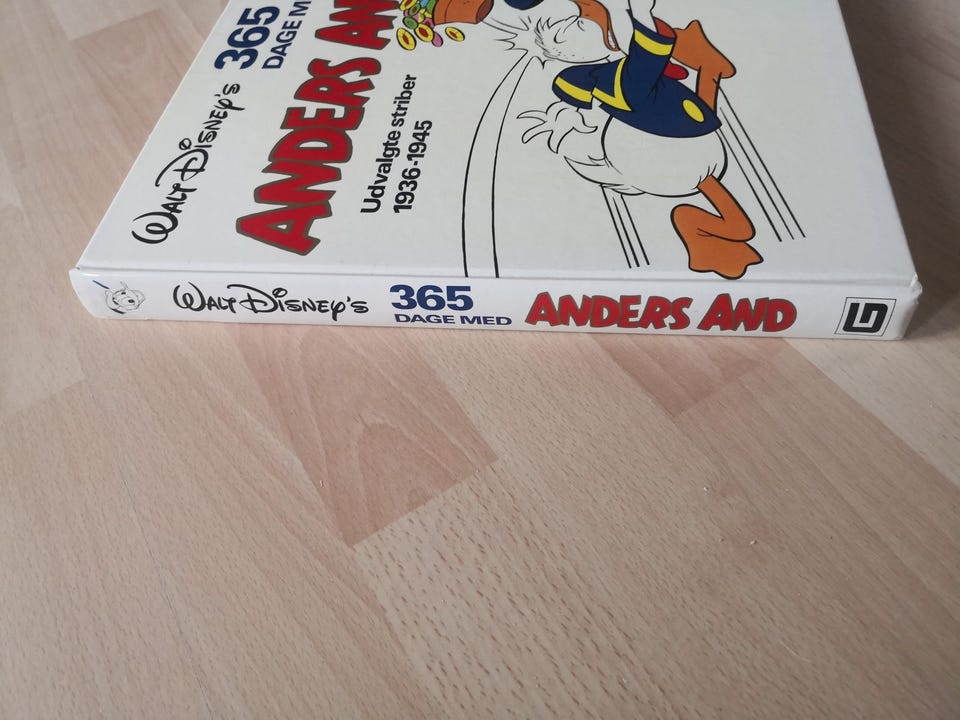 WALT DISNEY'S
365
DAGE M
ANDERS AN
Udvalgte striber
1936-1945
WALT DISNEY'S
365
DAGE MED
ANDERS AND
G